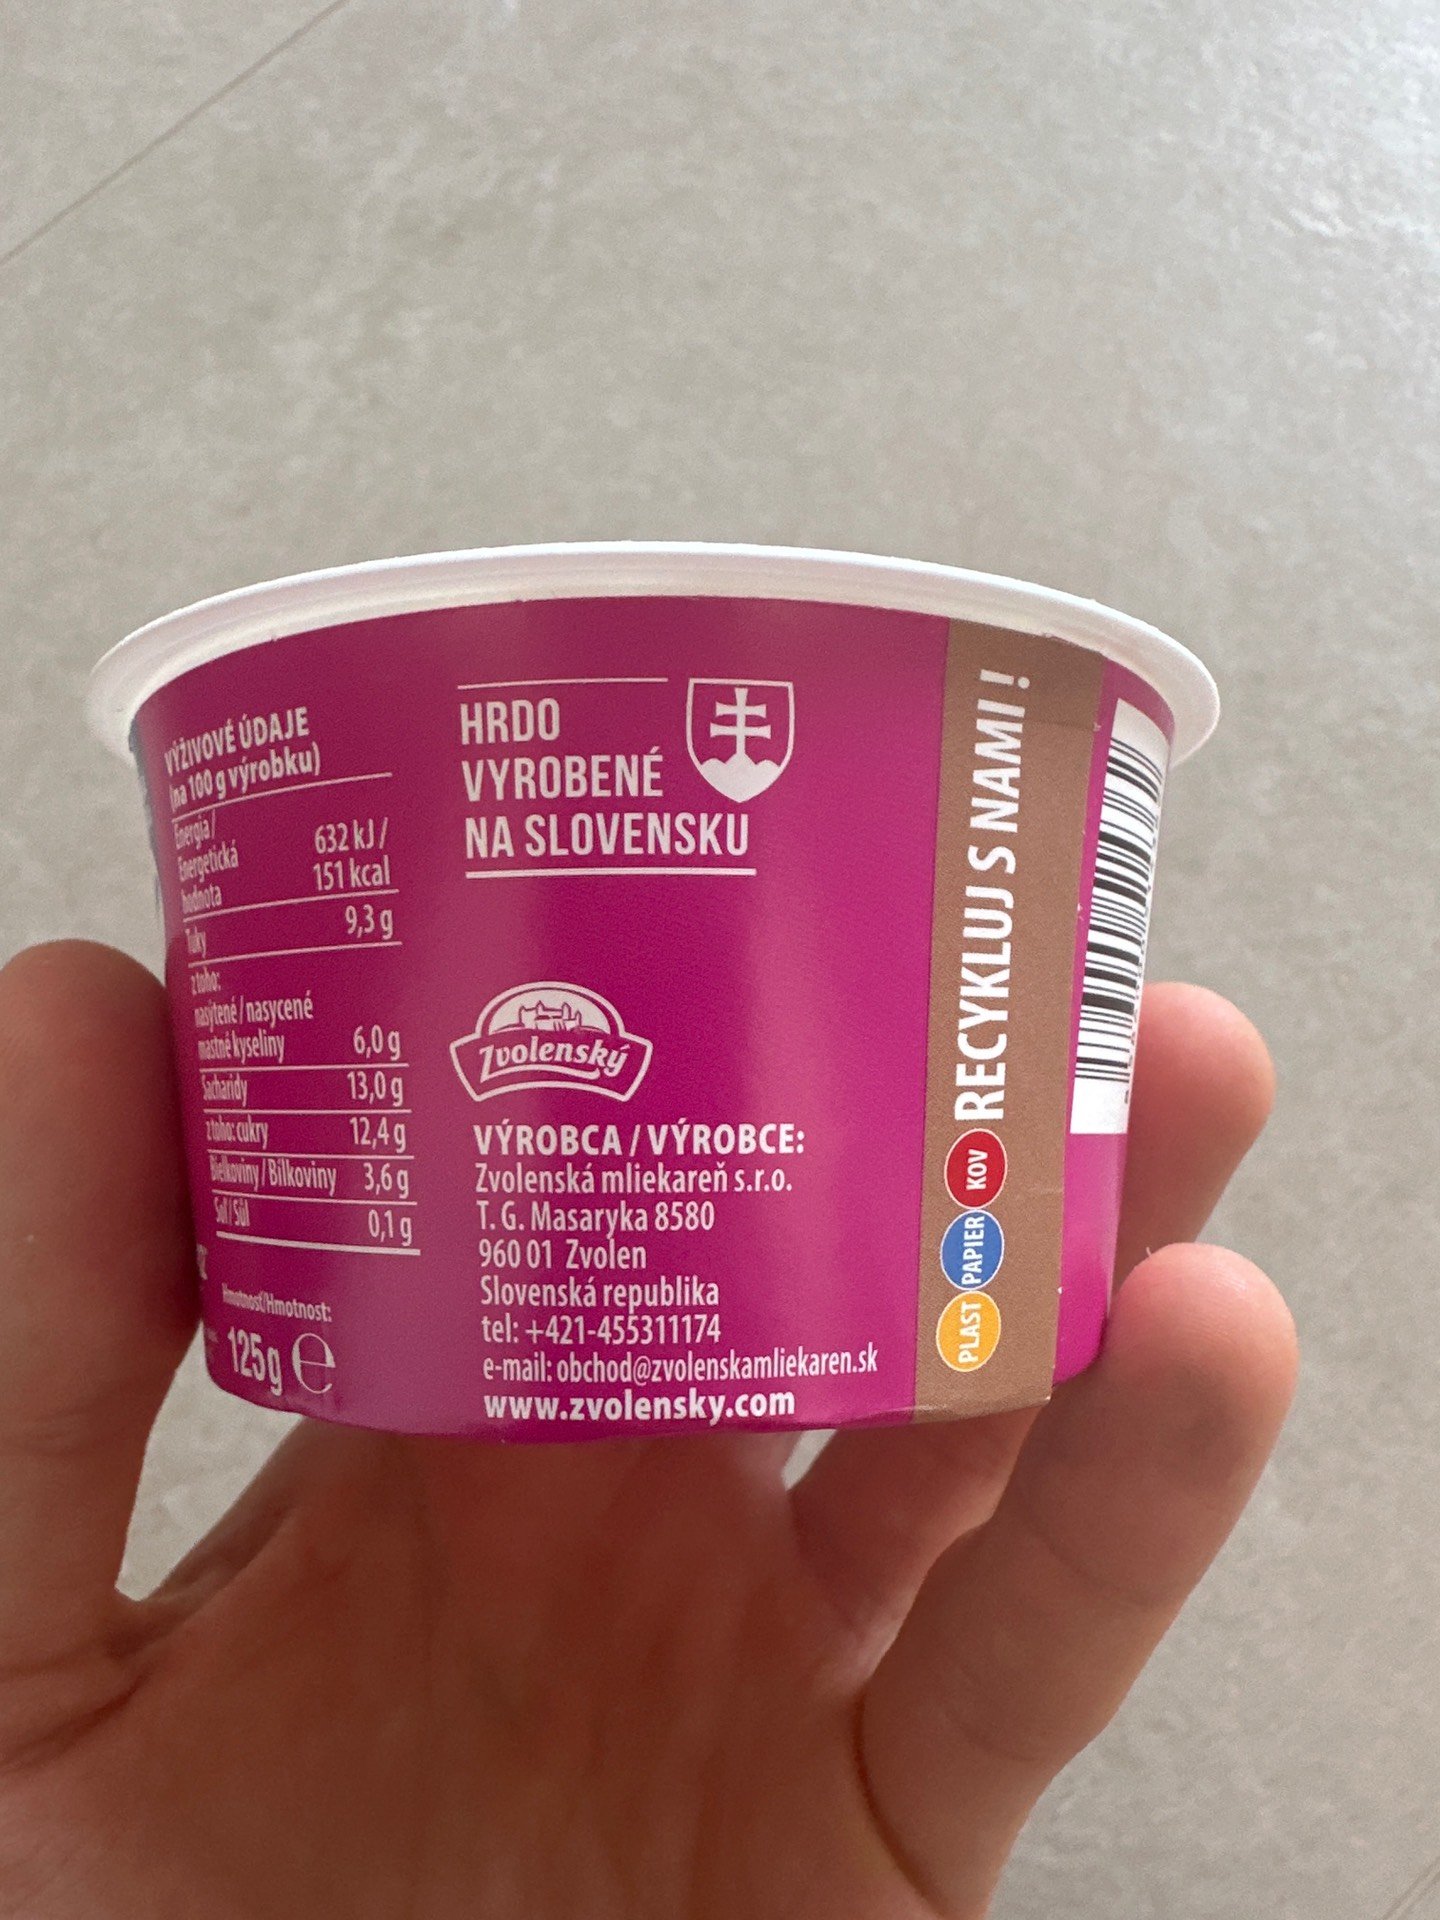 VÝŽIVOVÉ ÚDAJE
(na 100 g výrobku)
Energia/
Energetická
hodnota
632 kJ /
151 kcal
Tuky 9,3 g
z toho:
nasýtené/nasycené
mastné kyseliny 6,0 g
Sacharidy 13,0 g
z toho: cukry 12,4 g
Bielkoviny/Bílkoviny 3,6 g
Soľ/Sůl 0,1 g
Hmotnosť/Hmotnost:
125g e
HRDO
VYROBENÉ
NA SLOVENSKU
Zvolenský
VÝROBCA / VÝROBCE:
Zvolenská mliekareň s.r.o.
T. G. Masaryka 8580
960 01 Zvolen
Slovenská republika
tel: +421-455311174
e-mail: obchod@zvolenskamliekaren.sk
www.zvolensky.com
PLAST PAPIER KOV RECYKLUJ S NAMI !